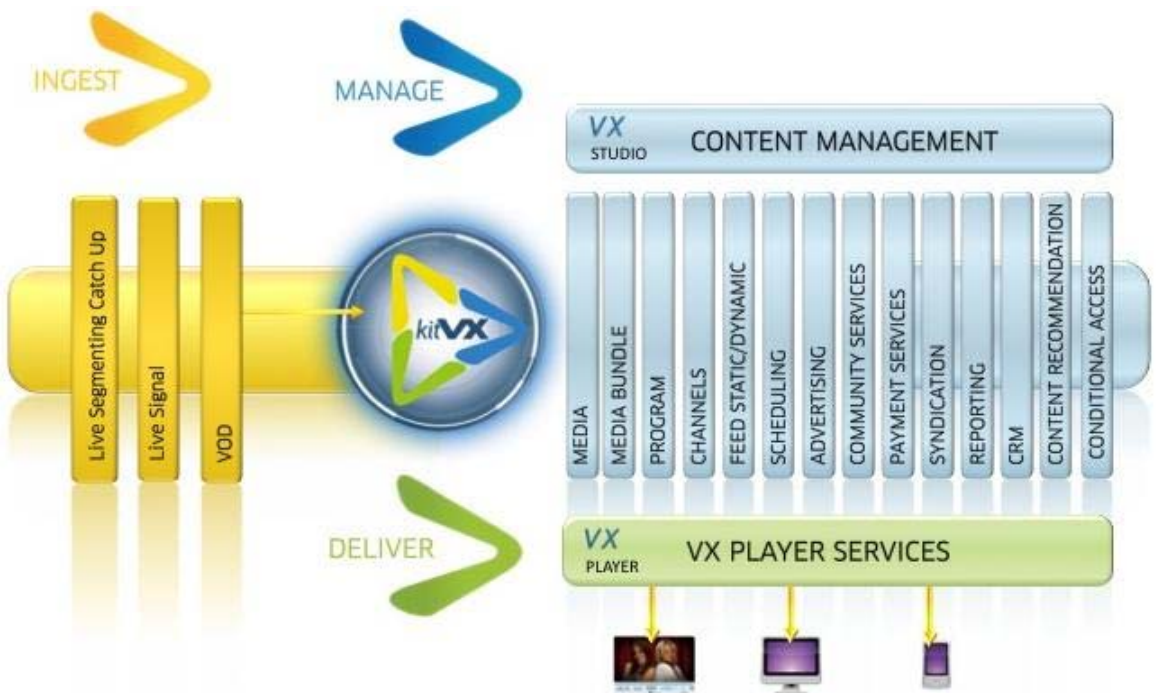 INGEST
MANAGE
VX
STUDIO
CONTENT MANAGEMENT
Live Segmenting Catch Up
Live Signal
VOD
kitVX
MEDIA
MEDIA BUNDLE
PROGRAM
CHANNELS
FEED STATIC/DYNAMIC
SCHEDULING
ADVERTISING
COMMUNITY SERVICES
PAYMENT SERVICES
SYNDICATION
REPORTING
CRM
CONTENT RECOMMENDATION
CONDITIONAL ACCESS
DELIVER
VX
PLAYER
VX PLAYER SERVICES